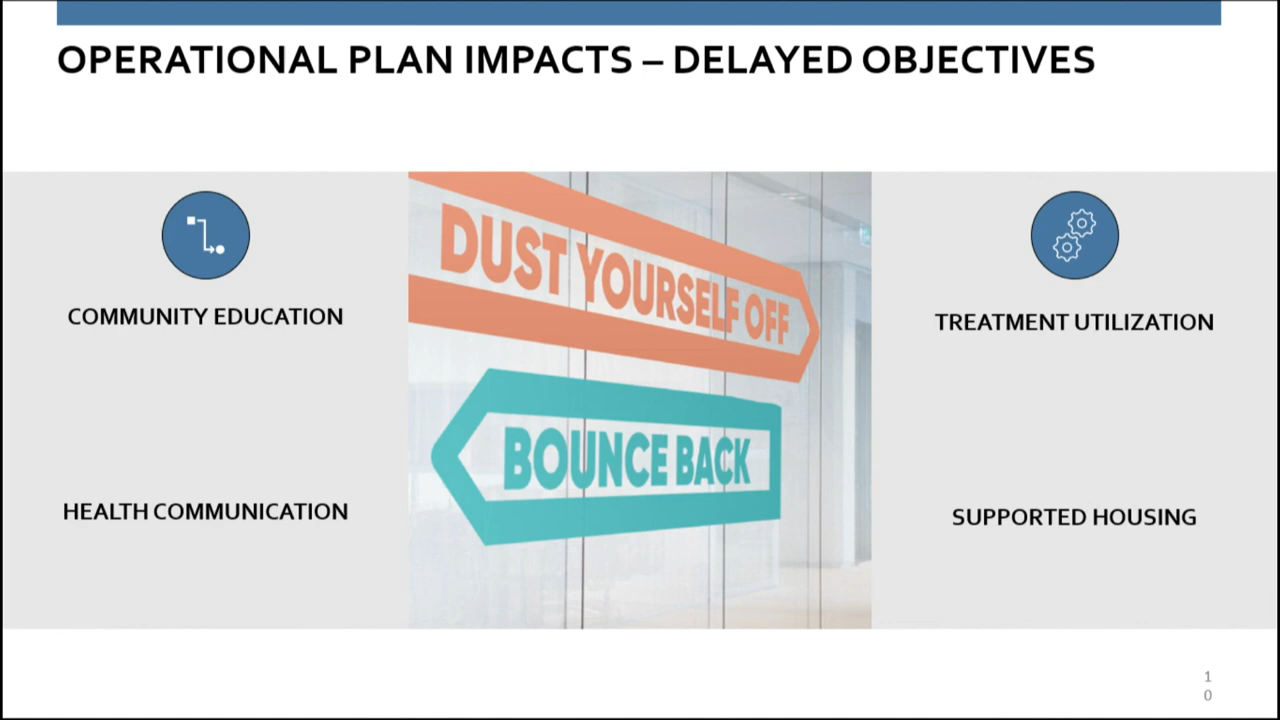 OPERATIONAL PLAN IMPACTS – DELAYED OBJECTIVES
COMMUNITY EDUCATION
HEALTH COMMUNICATION
DUST YOURSELF OFF
BOUNCE BACK
TREATMENT UTILIZATION
SUPPORTED HOUSING
1
0